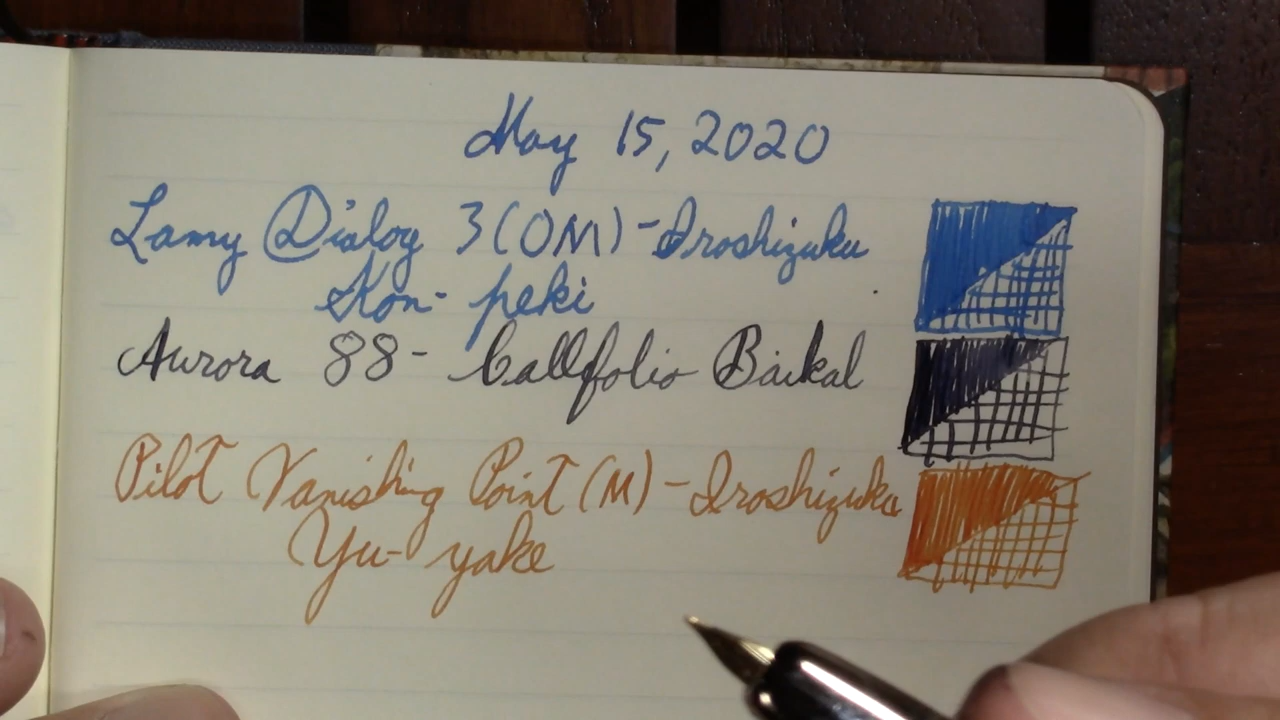 May 15, 2020
Lamy Dialog 3 (OM) - Iroshizuku
Kon-peki
Aurora 88 - Callfolio Baikal
Pilot Vanishing Point (M) - Iroshizuku
Yu-yake